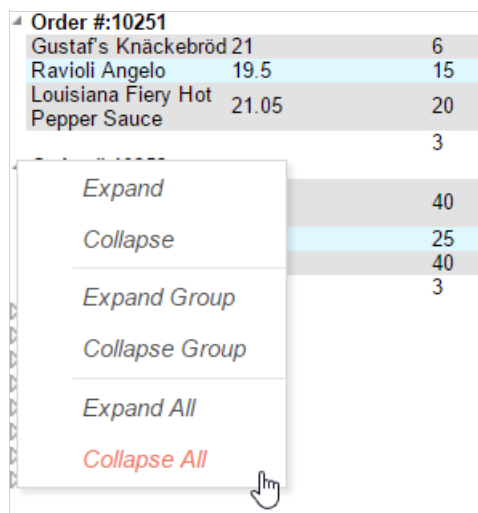 Order #:10251
Gustaf's Knäckebröd 21 6
Ravioli Angelo 19.5 15
Louisiana Fiery Hot
Pepper Sauce 21.05 20
3
Expand 40
Collapse 25
40
Expand Group 3
Collapse Group
Expand All
Collapse All